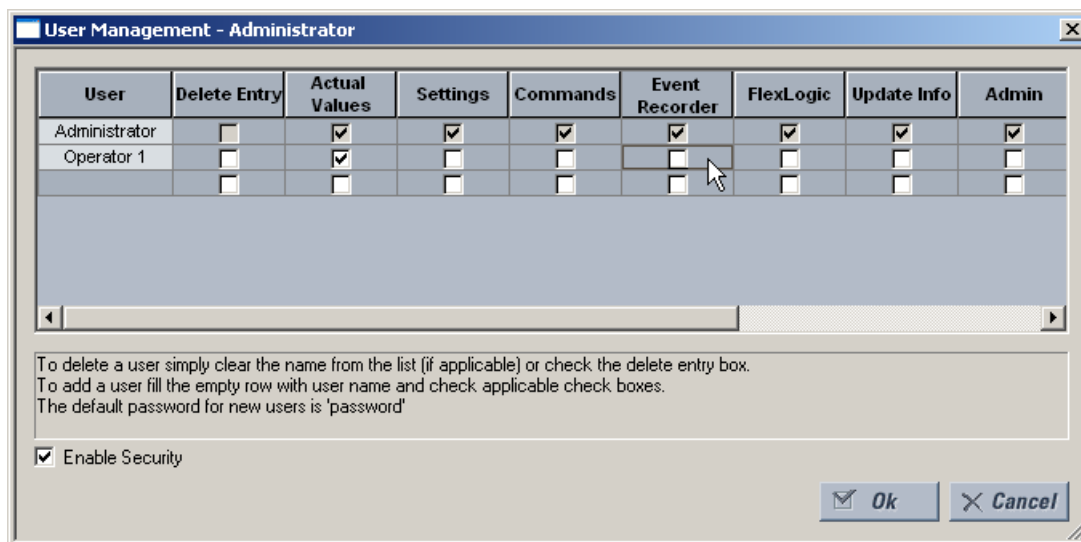 User Management - Administrator
User Delete Entry Actual Values Settings Commands Event Recorder FlexLogic Update Info Admin
Administrator
Operator 1
To delete a user simply clear the name from the list (if applicable) or check the delete entry box.
To add a user fill the empty row with user name and check applicable check boxes.
The default password for new users is 'password'
Enable Security
Ok Cancel